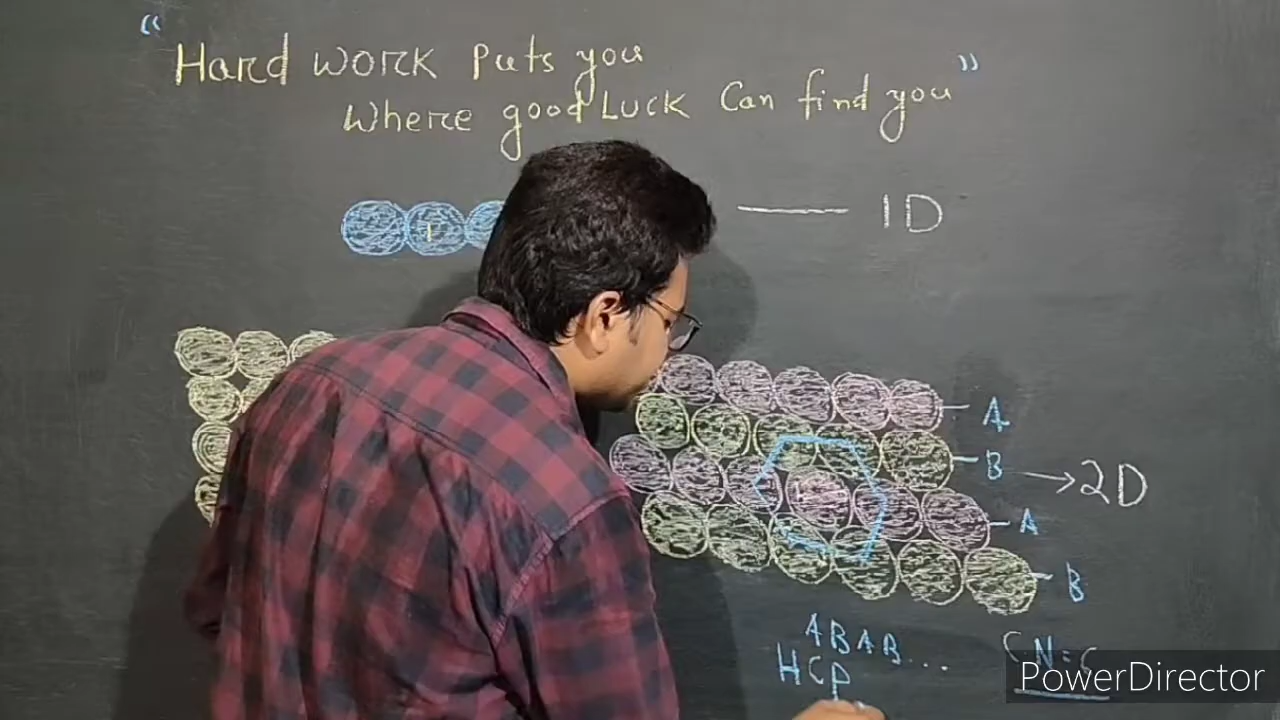 "Hard work Puts you
Where good Luck Can find you"
1D
A
B
2D
A
B
ABAB...
C.N=6
HCP
PowerDirector